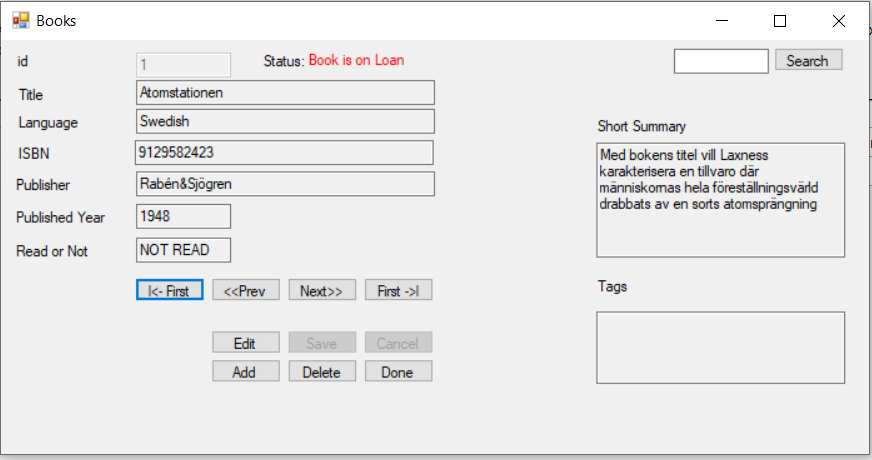 Books
id
1
Status: Book is on Loan
Search
Title
Atomstationen
Language
Swedish
ISBN
9129582423
Publisher
Rabén&Sjögren
Published Year
1948
Read or Not
NOT READ
|<- First
<<Prev
Next>>
First ->|
Edit
Save
Cancel
Add
Delete
Done
Short Summary
Med bokens titel vill Laxness
karakterisera en tillvaro där
människornas hela föreställningsvärld
drabbats av en sorts atomsprängning
Tags